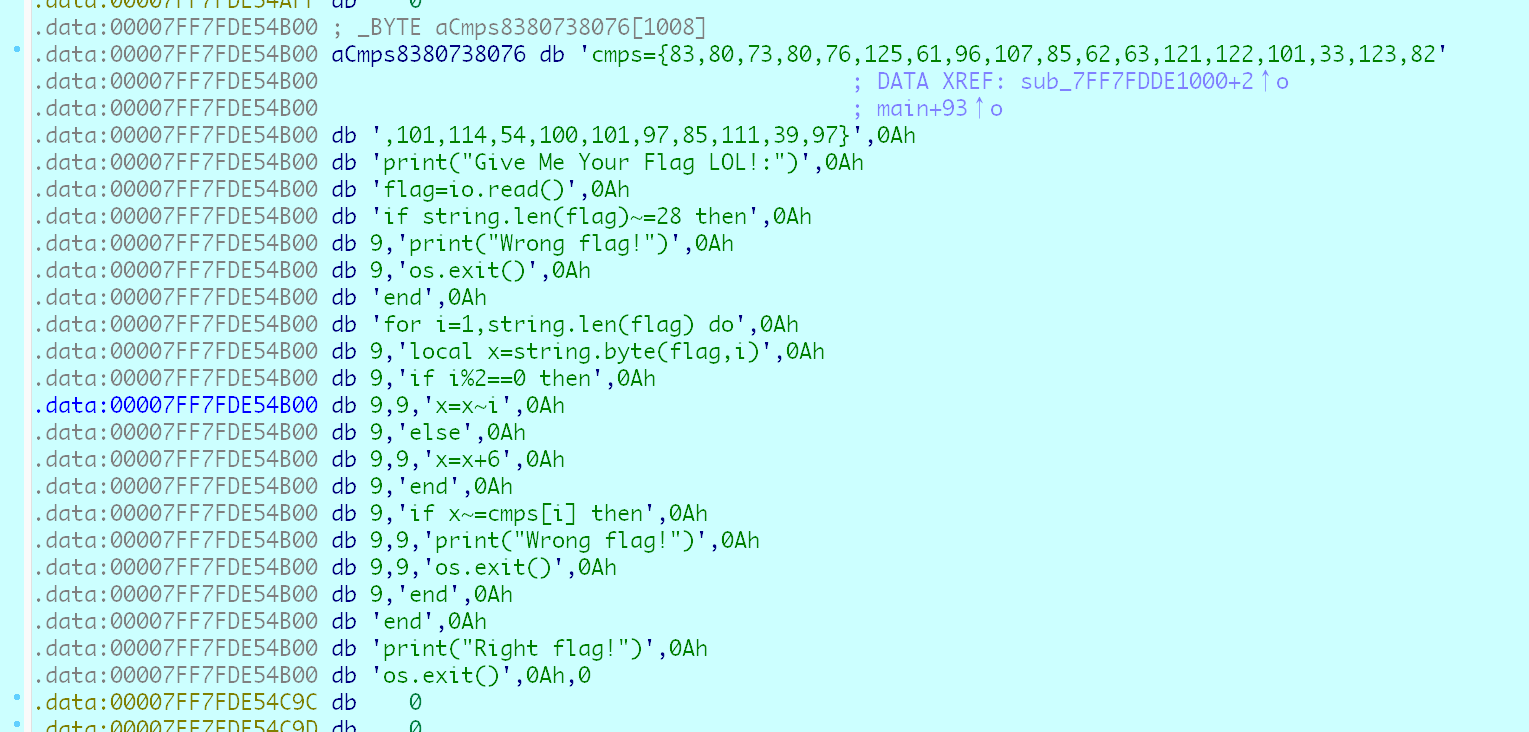 .data:00007FF7FDE54AFF db    0
.data:00007FF7FDE54B00 ; _BYTE aCmps8380738076[1008]
.data:00007FF7FDE54B00 aCmps8380738076 db 'cmps={83,80,73,80,76,125,61,96,107,85,62,63,121,122,101,33,123,82'
.data:00007FF7FDE54B00 ; DATA XREF: sub_7FF7FDDE1000+2↑o
.data:00007FF7FDE54B00 ; main+93↑o
.data:00007FF7FDE54B00 db ',101,114,54,100,101,97,85,111,39,97}',0Ah
.data:00007FF7FDE54B00 db 'print("Give Me Your Flag LOL!:")',0Ah
.data:00007FF7FDE54B00 db 'flag=io.read()',0Ah
.data:00007FF7FDE54B00 db 'if string.len(flag)~=28 then',0Ah
.data:00007FF7FDE54B00 db 9,'print("Wrong flag!")',0Ah
.data:00007FF7FDE54B00 db 9,'os.exit()',0Ah
.data:00007FF7FDE54B00 db 'end',0Ah
.data:00007FF7FDE54B00 db 'for i=1,string.len(flag) do',0Ah
.data:00007FF7FDE54B00 db 9,'local x=string.byte(flag,i)',0Ah
.data:00007FF7FDE54B00 db 9,'if i%2==0 then',0Ah
.data:00007FF7FDE54B00 db 9,9,'x=x~i',0Ah
.data:00007FF7FDE54B00 db 9,'else',0Ah
.data:00007FF7FDE54B00 db 9,9,'x=x+6',0Ah
.data:00007FF7FDE54B00 db 9,'end',0Ah
.data:00007FF7FDE54B00 db 9,'if x~=cmps[i] then',0Ah
.data:00007FF7FDE54B00 db 9,9,'print("Wrong flag!")',0Ah
.data:00007FF7FDE54B00 db 9,9,'os.exit()',0Ah
.data:00007FF7FDE54B00 db 9,'end',0Ah
.data:00007FF7FDE54B00 db 'end',0Ah
.data:00007FF7FDE54B00 db 'print("Right flag!")',0Ah
.data:00007FF7FDE54B00 db 'os.exit()',0Ah,0
.data:00007FF7FDE54C9C db    0
.data:00007FF7FDE54C9D db    0